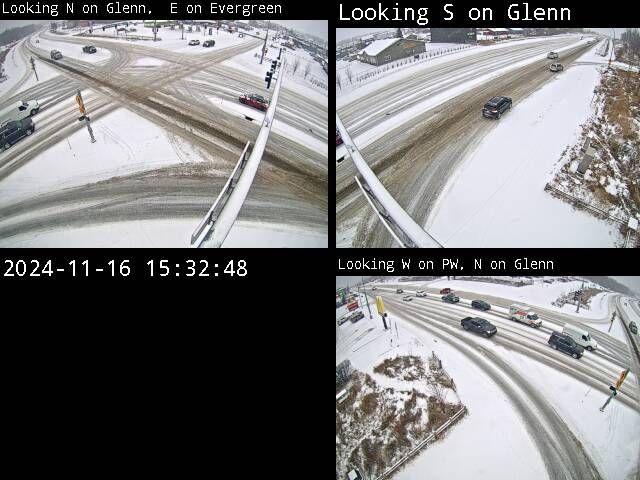 Looking N on Glenn,  E on Evergreen
Looking S on Glenn
2024-11-16 15:32:48
Looking W on PW, N on Glenn